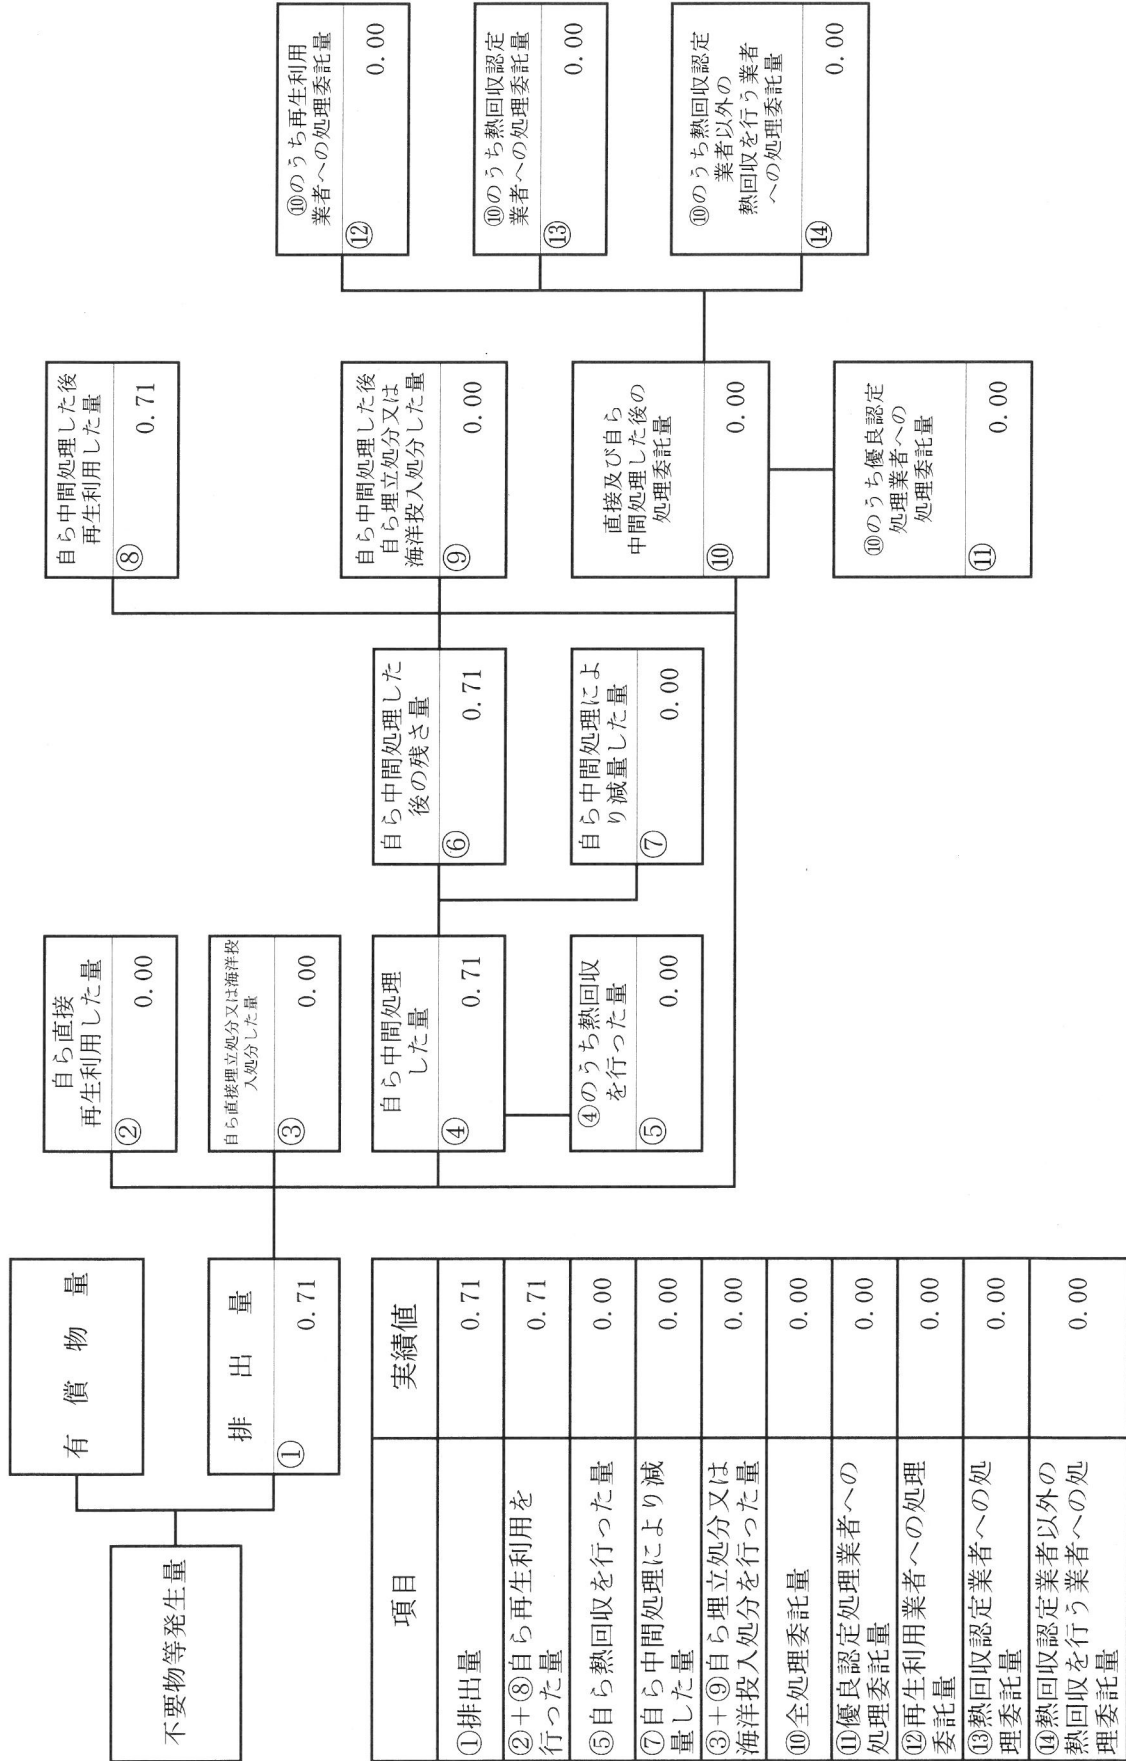 不要物等発生量
有償物量
排出量
① 0.71
自ら直接
再生利用した量
② 0.00
自ら直接埋立処分又は海洋投
入処分した量
③ 0.00
自ら中間処理
した量
④ 0.71
④のうち熱回収
を行った量
⑤ 0.00
自ら中間処理した
後の残さ量
⑥ 0.71
自ら中間処理によ
り減量した量
⑦ 0.00
自ら中間処理した後
再生利用した量
⑧ 0.71
自ら中間処理した後
自ら埋立処分又は
海洋投入処分した量
⑨ 0.00
直接及び自ら
中間処理した後の
処理委託量
⑩ 0.00
⑩のうち優良認定
処理業者への
処理委託量
⑪ 0.00
⑩のうち再生利用
業者への処理委託量
⑫ 0.00
⑩のうち熱回収認定
業者への処理委託量
⑬ 0.00
⑩のうち熱回収認定
業者以外の
熱回収を行う業者
への処理委託量
⑭ 0.00
項目 実績値
①排出量 0.71
②+⑧自ら再生利用を
行った量 0.71
⑤自ら熱回収を行った量 0.00
⑦自ら中間処理により減
量した量 0.00
③+⑨自ら埋立処分又は
海洋投入処分を行った量 0.00
⑩全処理委託量 0.00
⑪優良認定処理業者への
処理委託量 0.00
⑫再生利用業者への処理
委託量 0.00
⑬熱回収認定業者への処
理委託量 0.00
⑭熱回収認定業者以外の
熱回収を行う業者への処
理委託量 0.00